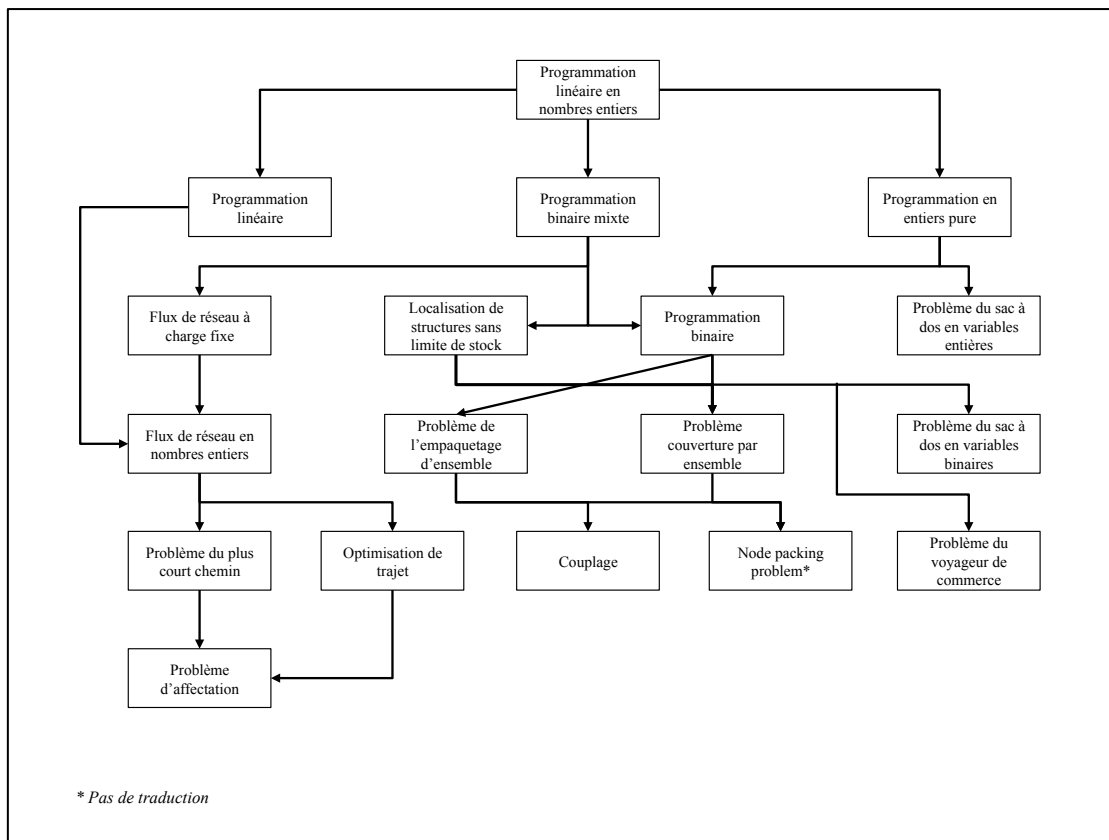 Programmation
linéaire en
nombres entiers
Programmation
linéaire
Programmation
binaire mixte
Programmation en
entiers pure
Flux de réseau à
charge fixe
Localisation de
structures sans
limite de stock
Programmation
binaire
Problème du sac à
dos en variables
entières
Flux de réseau en
nombres entiers
Problème de
l’empaquetage
d’ensemble
Problème
couverture par
ensemble
Problème du sac à
dos en variables
binaires
Problème du plus
court chemin
Optimisation de
trajet
Couplage
Node packing
problem*
Problème du
voyageur de
commerce
Problème
d’affectation
* Pas de traduction